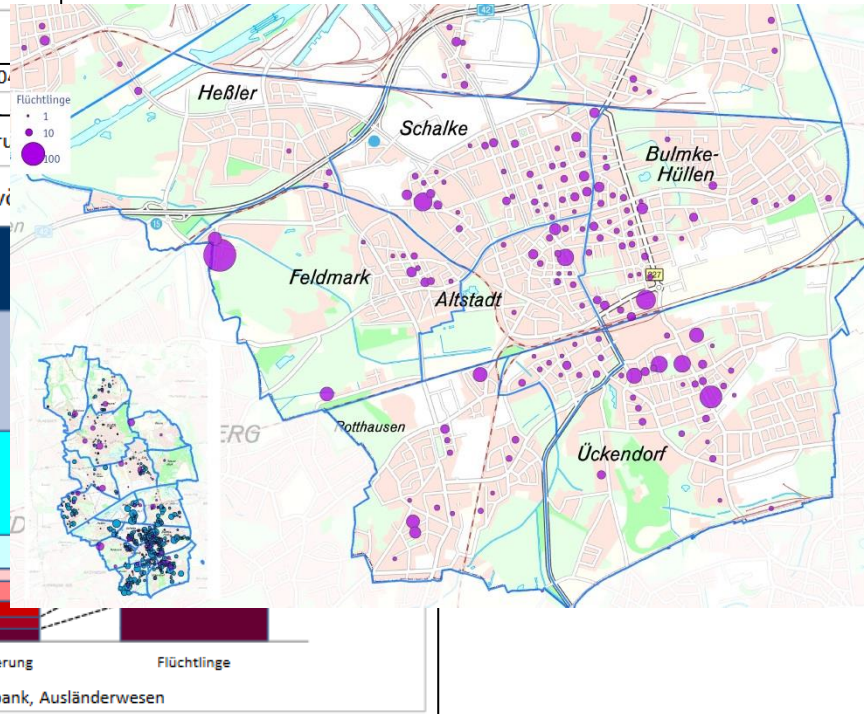 42
Flüchtlinge
1
10
100
Heßler
Schalke
Bulmke-
Hüllen
15
Feldmark
Altstadt
227
Rotthausen
ERG
Ückendorf
erung
Flüchtlinge
bank, Ausländerwesen